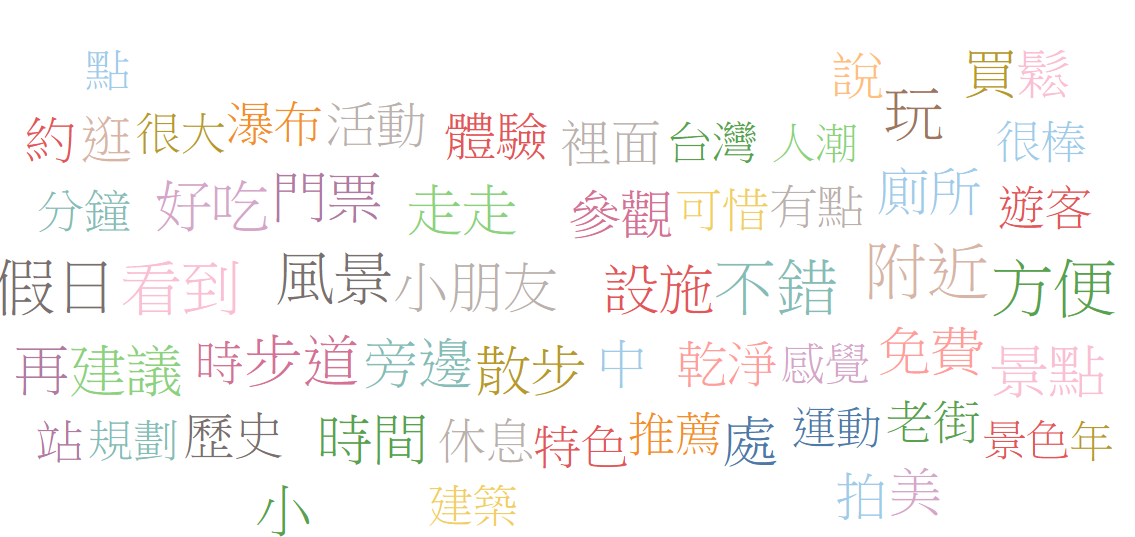 點 說 買 鬆
約 逛 很大 瀑布 活動 體驗 裡面 台灣 人潮 玩 很棒
分鐘 好吃 門票 走走 參觀 可惜 有點 廁所 遊客
假日 看到 風景 小朋友 設施 不錯 附近 方便
再 建議 時 步道 旁邊 散步 中 乾淨 感覺 免費 景點
站 規劃 歷史 時間 休息 特色 推薦 處 運動 老街 景色 年
小 建築 拍 美